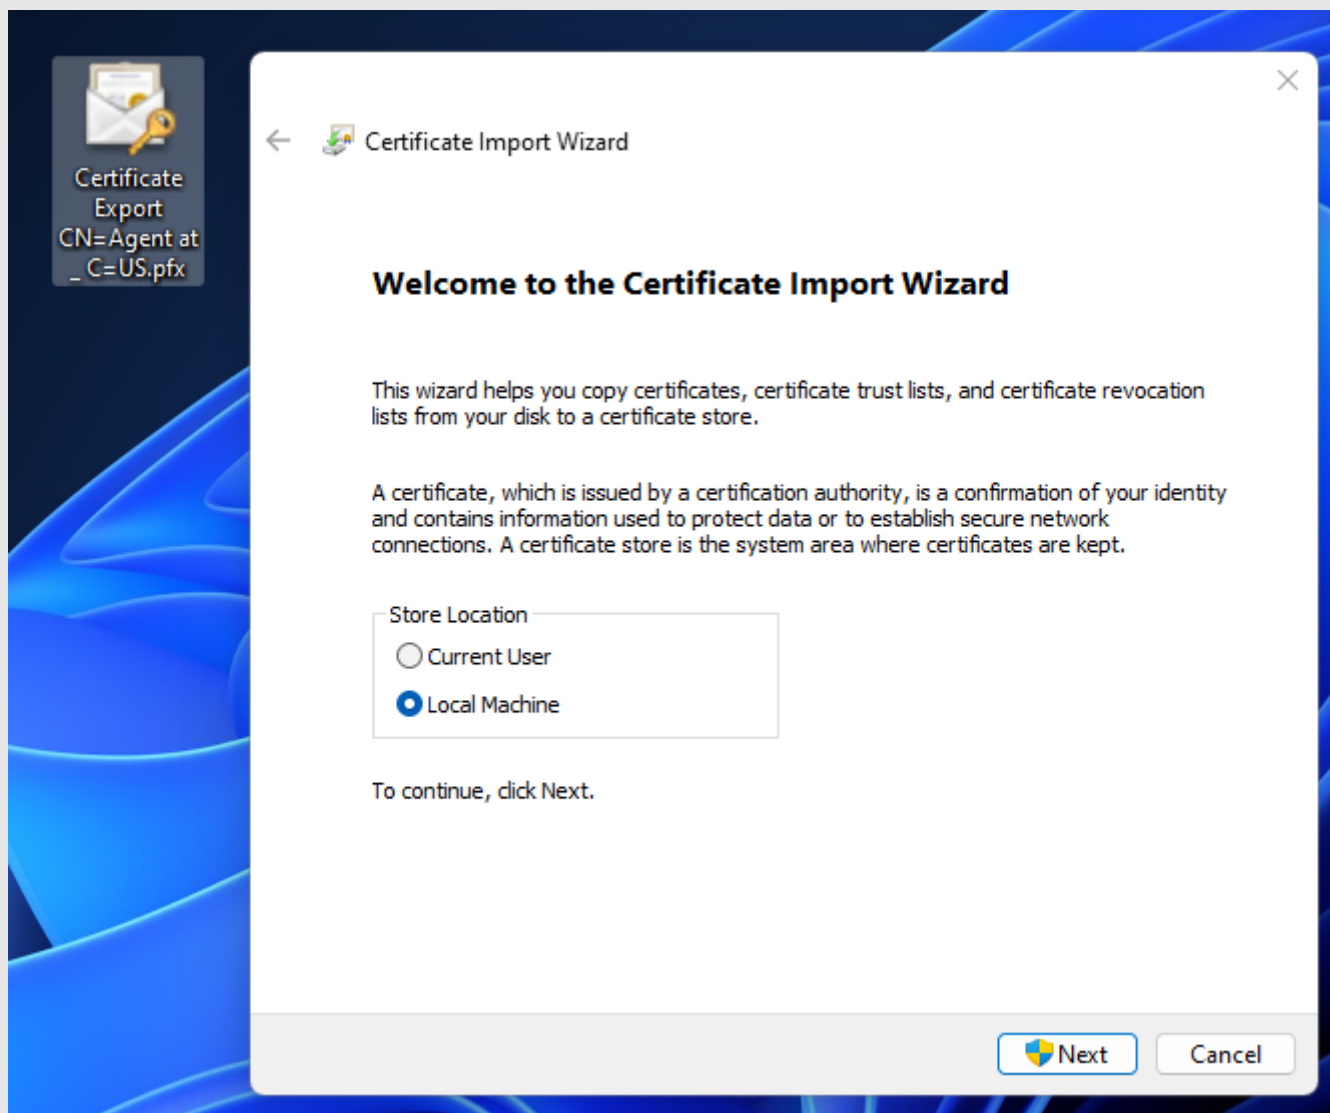 Certificate
Export
CN=Agent at
_ C=US.pfx
Certificate Import Wizard
Welcome to the Certificate Import Wizard
This wizard helps you copy certificates, certificate trust lists, and certificate revocation
lists from your disk to a certificate store.
A certificate, which is issued by a certification authority, is a confirmation of your identity
and contains information used to protect data or to establish secure network
connections. A certificate store is the system area where certificates are kept.
Store Location
Current User
Local Machine
To continue, click Next.
Next
Cancel